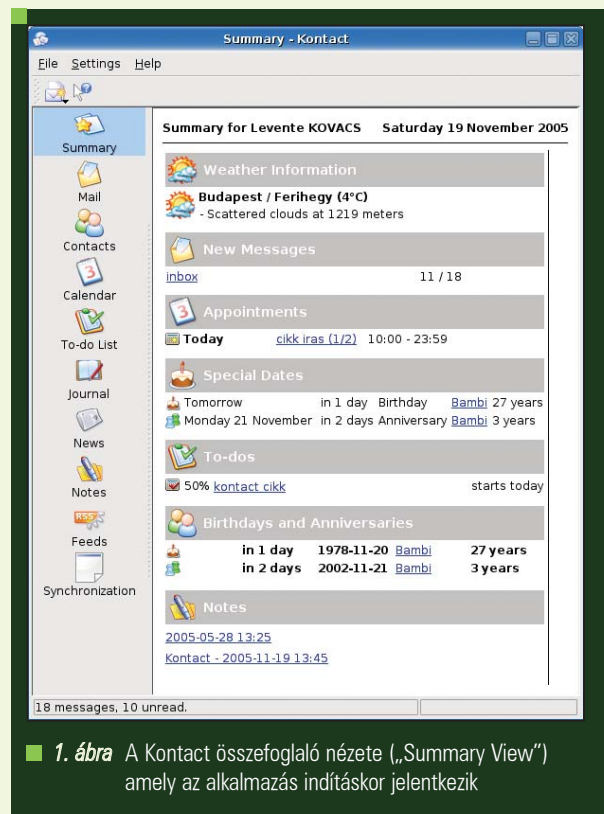 Summary - Kontact
File Settings Help
Summary
Mail
Contacts
Calendar
To-do List
Journal
News
Notes
Feeds
Synchronization
Summary for Levente KOVACS Saturday 19 November 2005
Weather Information
Budapest / Ferihegy (4°C)
- Scattered clouds at 1219 meters
New Messages
inbox 11 / 18
Appointments
Today cikk iras (1/2) 10:00 - 23:59
Special Dates
Tomorrow in 1 day Birthday Bambi 27 years
Monday 21 November in 2 days Anniversary Bambi 3 years
To-dos
50% kontact cikk starts today
Birthdays and Anniversaries
in 1 day 1978-11-20 Bambi 27 years
in 2 days 2002-11-21 Bambi 3 years
Notes
2005-05-28 13:25
Kontact - 2005-11-19 13:45
18 messages, 10 unread.
1. ábra A Kontact összefoglaló nézete („Summary View”)
amely az alkalmazás indításkor jelentkezik